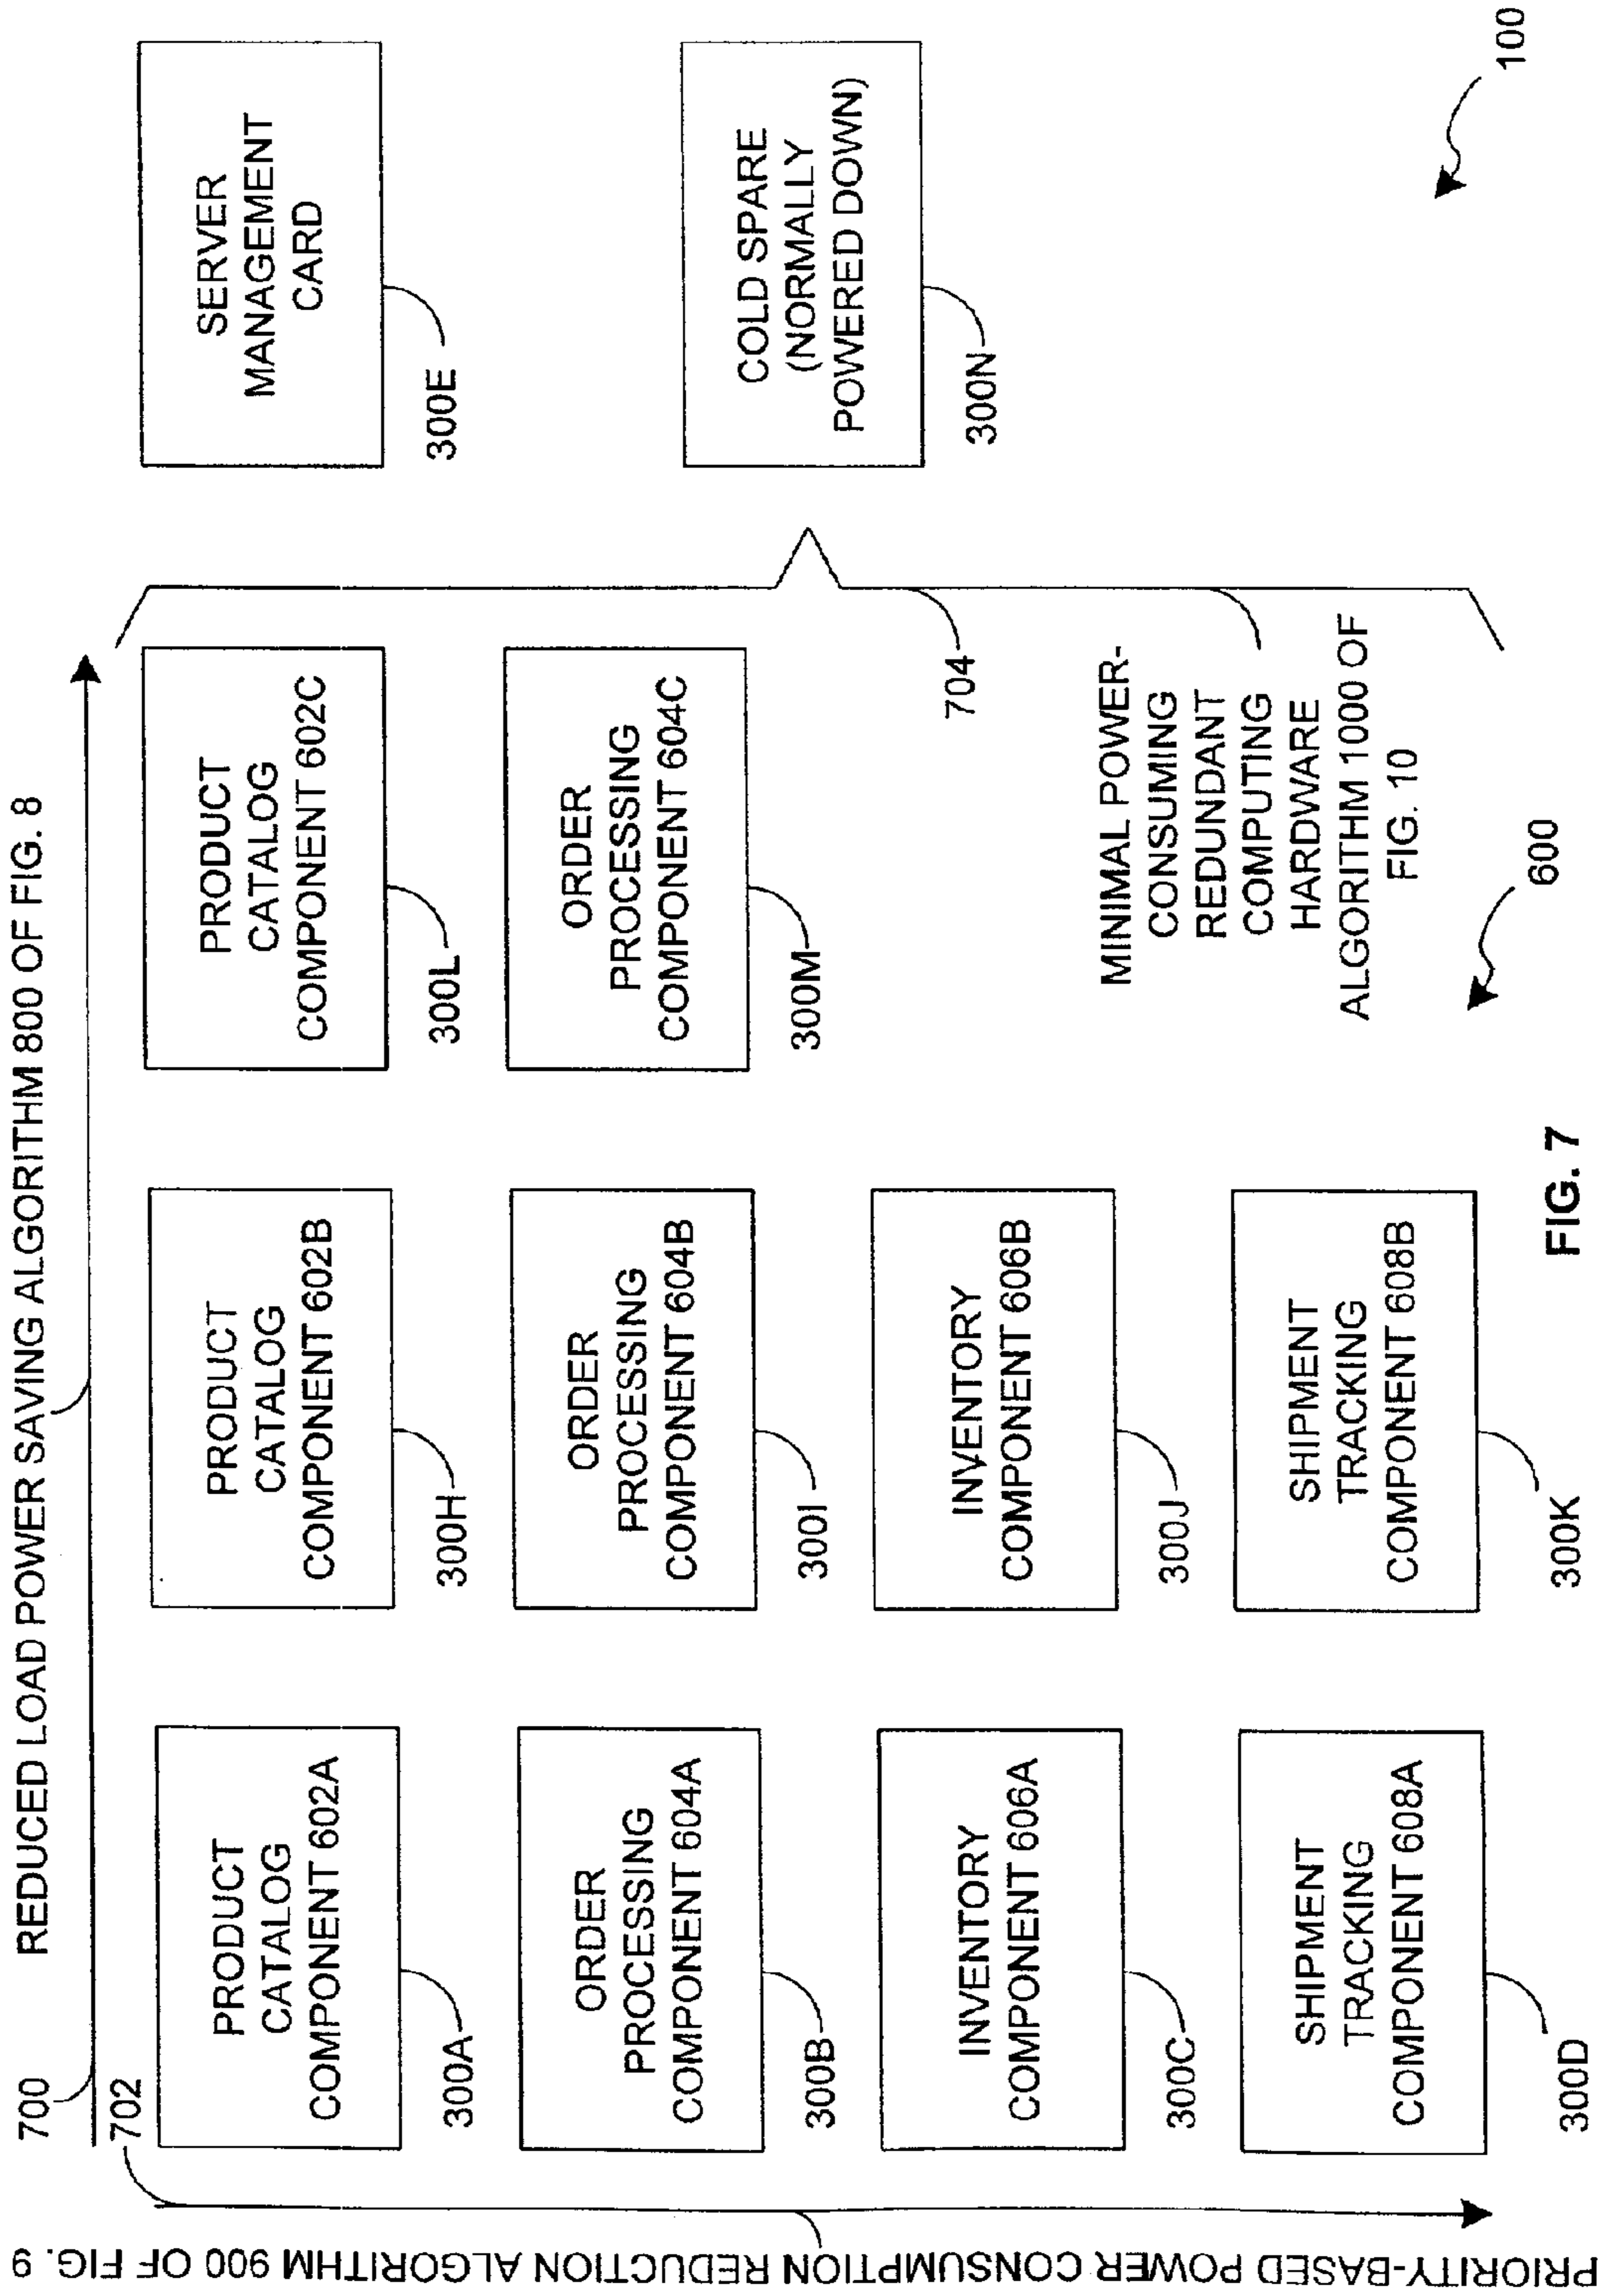 REDUCED LOAD POWER SAVING ALGORITHM 800 OF FIG. 8
700
702
PRIORITY-BASED POWER CONSUMPTION REDUCTION ALGORITHM 900 OF FIG. 9
PRODUCT
CATALOG
COMPONENT 602A
300A
PRODUCT
CATALOG
COMPONENT 602B
300H
PRODUCT
CATALOG
COMPONENT 602C
300L
SERVER
MANAGEMENT
CARD
300E
ORDER
PROCESSING
COMPONENT 604A
300B
ORDER
PROCESSING
COMPONENT 604B
300I
ORDER
PROCESSING
COMPONENT 604C
300M
COLD SPARE
(NORMALLY
POWERED DOWN)
300N
INVENTORY
COMPONENT 606A
300C
INVENTORY
COMPONENT 606B
300J
704
MINIMAL POWER-
CONSUMING
REDUNDANT
COMPUTING
HARDWARE
ALGORITHM 1000 OF
FIG. 10
SHIPMENT
TRACKING
COMPONENT 608A
300D
SHIPMENT
TRACKING
COMPONENT 608B
300K
600
100
FIG. 7